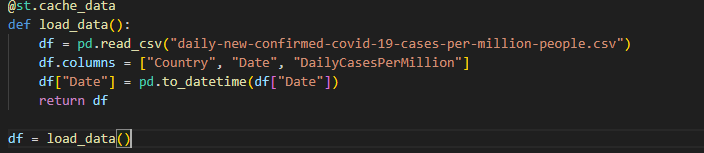 @st.cache_data
def load_data():
    df = pd.read_csv("daily-new-confirmed-covid-19-cases-per-million-people.csv")
    df.columns = ["Country", "Date", "DailyCasesPerMillion"]
    df["Date"] = pd.to_datetime(df["Date"])
    return df
df = load_data()